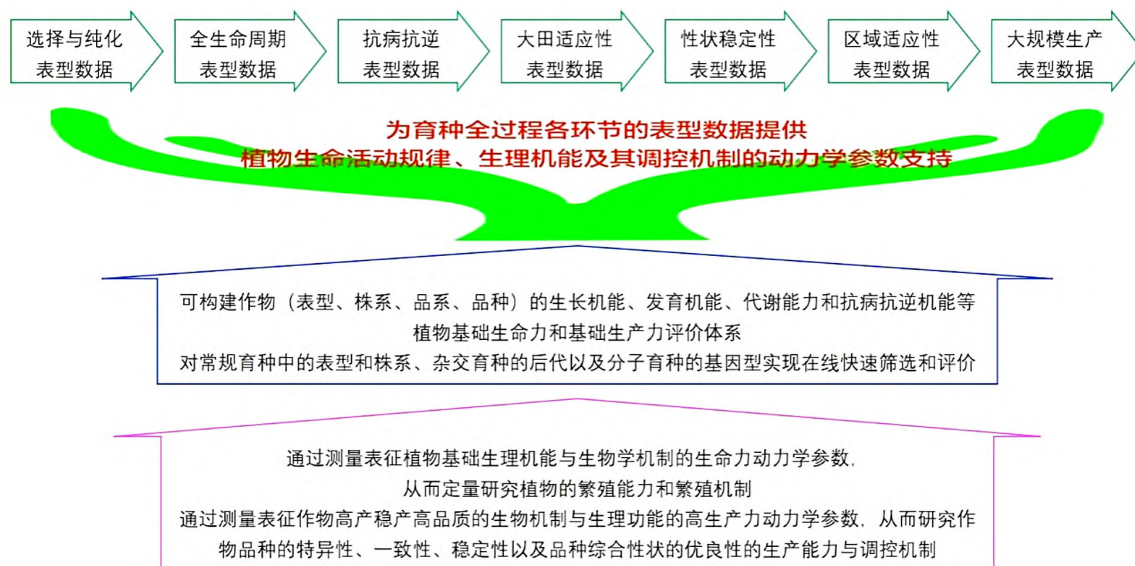 选择与纯化
表型数据
全生命周期
表型数据
抗病抗逆
表型数据
大田适应性
表型数据
性状稳定性
表型数据
区域适应性
表型数据
大规模生产
表型数据
为育种全过程各环节的表型数据提供
植物生命活动规律、生理机能及其调控机制的动力学参数支持
可构建作物（表型、株系、品系、品种）的生长机能、发育机能、代谢能力和抗病抗逆机能等
植物基础生命力和基础生产力评价体系
对常规育种中的表型和株系、杂交育种的后代以及分子育种的基因型实现在线快速筛选和评价
通过测量表征植物基础生理机能与生物学机制的生命力动力学参数，
从而定量研究植物的繁殖能力和繁殖机制
通过测量表征作物高产稳产高品质的生物机制与生理功能的高生产力动力学参数，从而研究作
物品种的特异性、一致性、稳定性以及品种综合性状的优良性的生产能力与调控机制